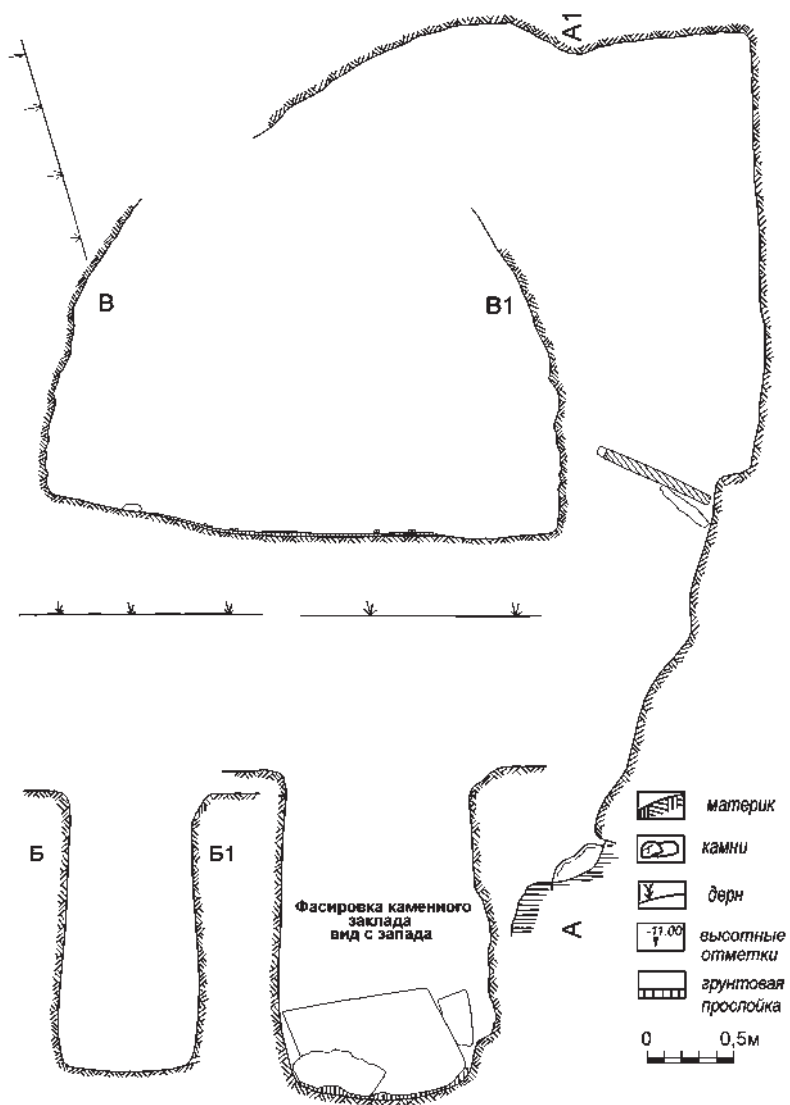 А1
В
В1
Б
Б1
Фасировка каменного
заклада
вид с запада
А
материк
камни
дерн
-11.00
высотные
отметки
грунтовая
прослойка
0
0,5м